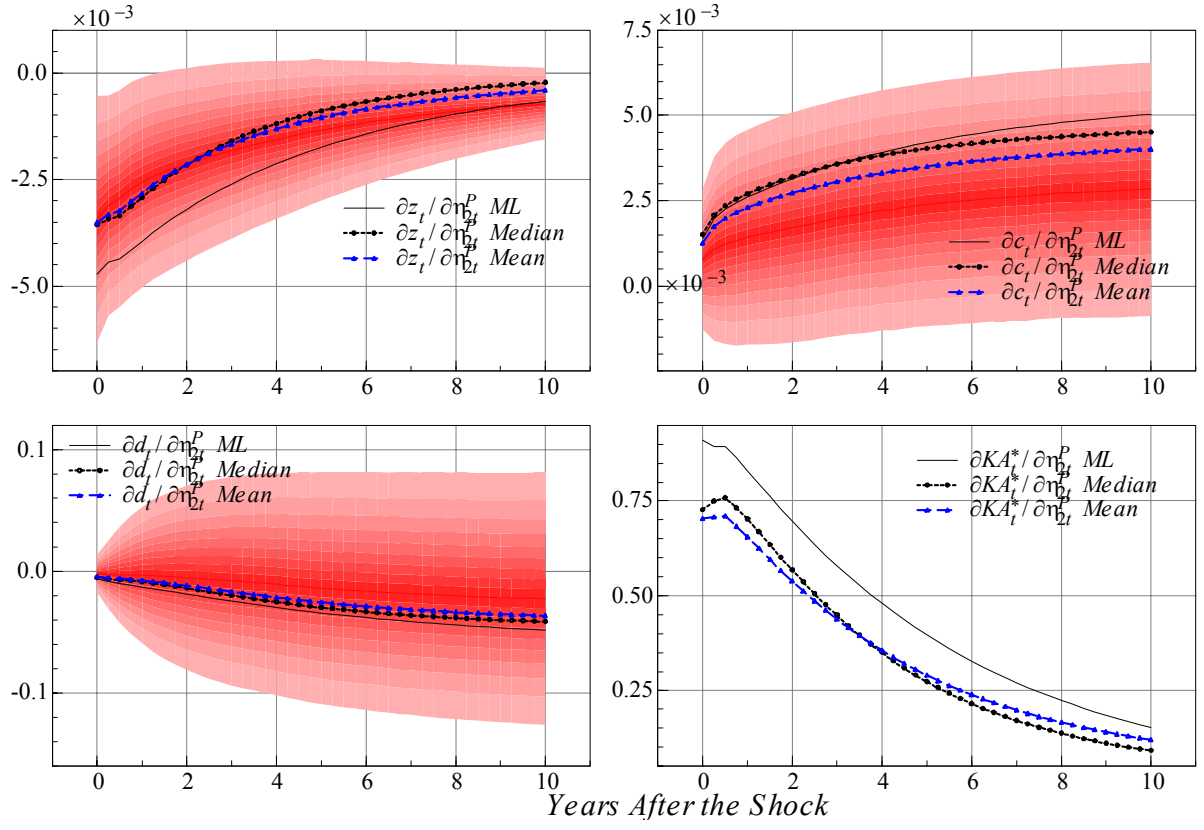 ×10 −3
0.0
-2.5
-5.0
∂z_t / ∂η^P_2t ML
∂z_t / ∂η^P_2t Median
∂z_t / ∂η^P_2t Mean
0 2 4 6 8 10
7.5 ×10 −3
5.0
2.5
0.0 ×10 −3
∂c_t / ∂η^P_2t ML
∂c_t / ∂η^P_2t Median
∂c_t / ∂η^P_2t Mean
0 2 4 6 8 10
0.1
0.0
-0.1
∂d_t / ∂η^P_2t ML
∂d_t / ∂η^P_2t Median
∂d_t / ∂η^P_2t Mean
0 2 4 6 8 10
0.75
0.50
0.25
∂KA*_t / ∂η^P_2t ML
∂KA*_t / ∂η^P_2t Median
∂KA*_t / ∂η^P_2t Mean
0 2 4 6 8 10
Years After the Shock